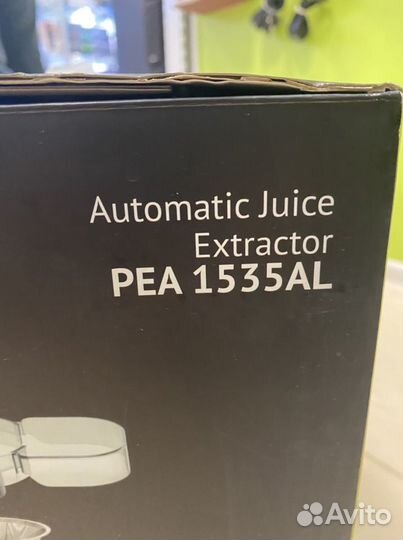 Automatic Juice
Extractor
PEA 1535AL
Avito